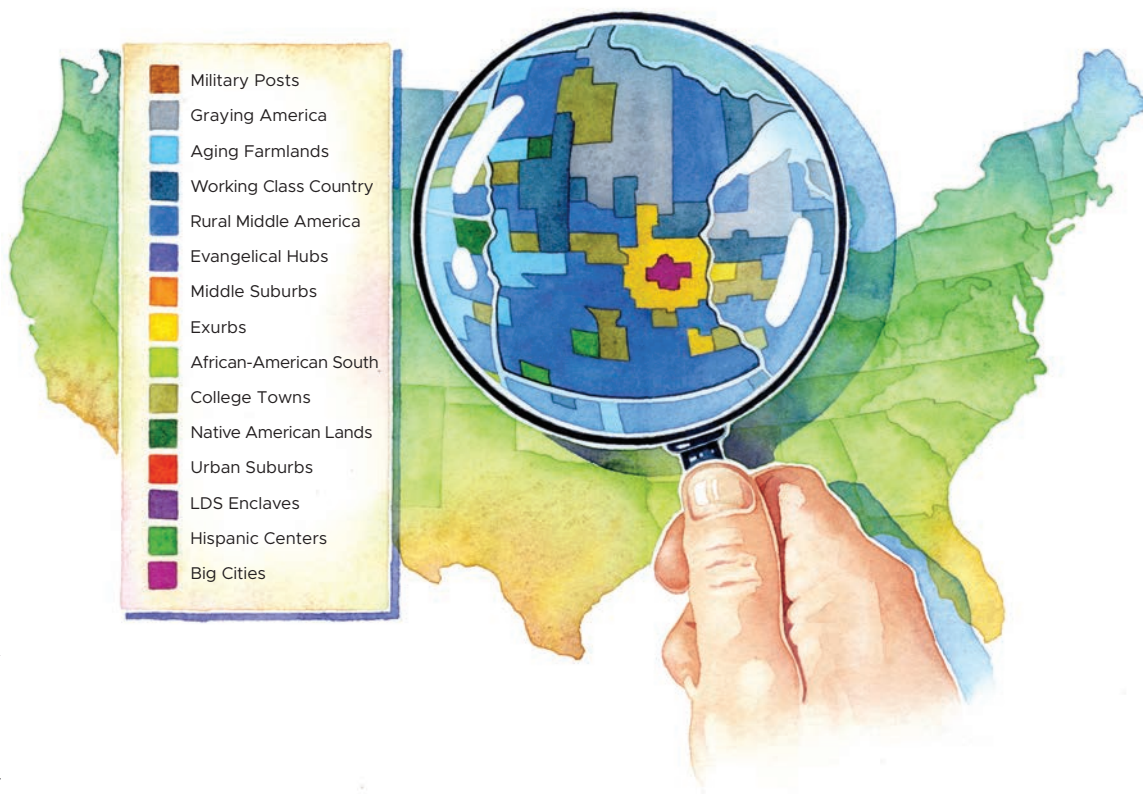 Military Posts
Graying America
Aging Farmlands
Working Class Country
Rural Middle America
Evangelical Hubs
Middle Suburbs
Exurbs
African-American South
College Towns
Native American Lands
Urban Suburbs
LDS Enclaves
Hispanic Centers
Big Cities